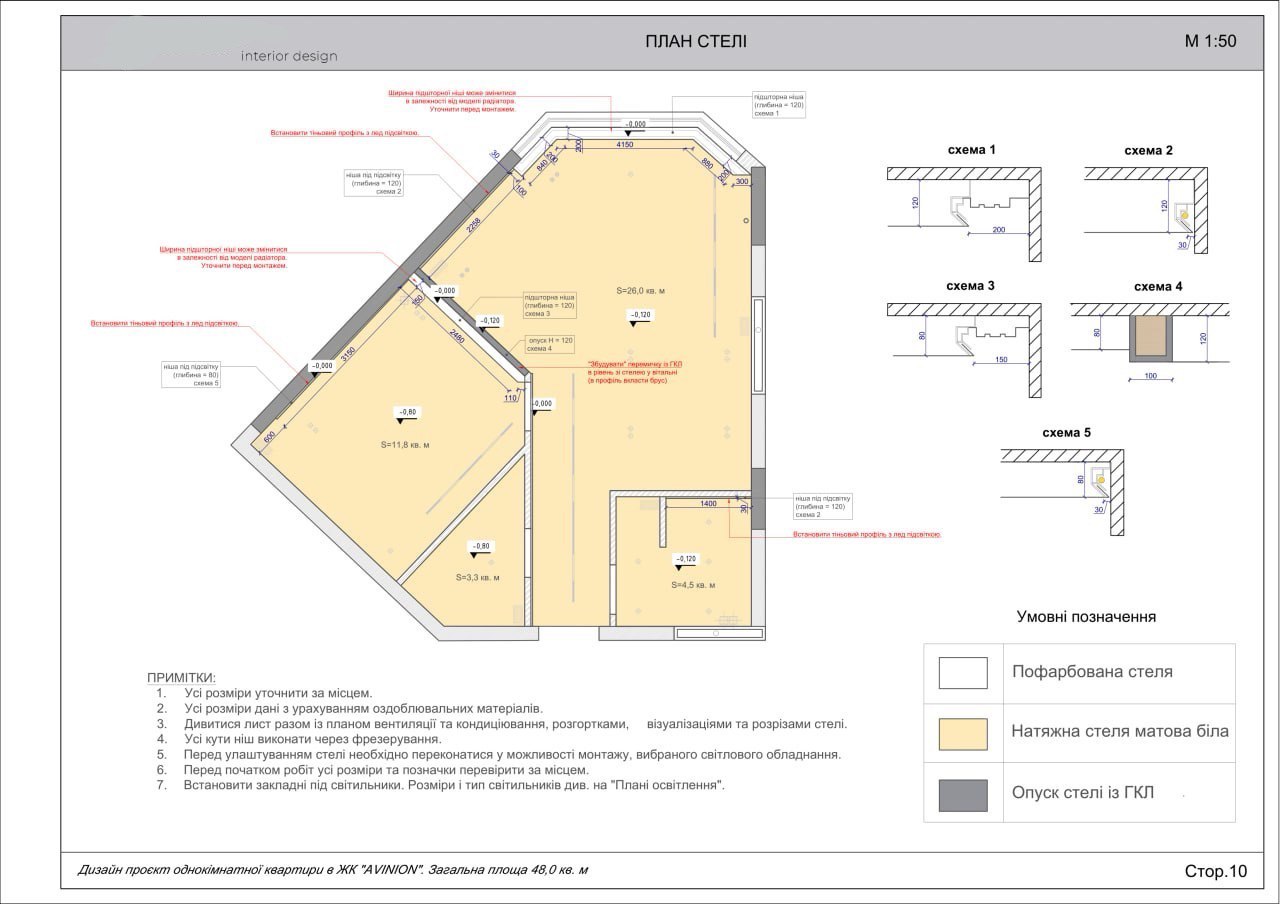 interior design
ПЛАН СТЕЛІ
М 1:50
Ширина підшторної ніші може змінитися
в залежності від моделі радіатора.
Уточнити перед монтажем.
підшторна ніша
(глибина = 120)
схема 1
-0,000
Встановити тіньовий профіль з лед підсвіткою.
200
4150
30
200
840
880
200
300
100
ніша під підсвітку
(глибина = 120)
схема 2
2258
Ширина підшторної ніші може змінитися
в залежності від моделі радіатора.
Уточнити перед монтажем.
-0,000
150
підшторна ніша
(глибина = 120)
схема 3
S=26,0 кв. м
-0,120
-0,120
Встановити тіньовий профіль з лед підсвіткою.
2480
опуск H = 120
схема 4
3150
-0,000
"Збудувати" перемичку із ГКЛ
в рівень зі стелею у вітальні
(в профіль вкласти брус)
ніша під підсвітку
(глибина = 80)
схема 5
110
-0,000
-0,80
S=11,8 кв. м
600
1400
30
ніша під підсвітку
(глибина = 120)
схема 2
Встановити тіньовий профіль з лед підсвіткою.
-0,80
S=3,3 кв. м
-0,120
S=4,5 кв. м
схема 1
120
200
схема 2
120
30
схема 3
80
150
схема 4
80
120
100
схема 5
80
30
Умовні позначення
Пофарбована стеля
Натяжна стеля матова біла
Опуск стелі із ГКЛ
ПРИМІТКИ:
1. Усі розміри уточнити за місцем.
2. Усі розміри дані з урахуванням оздоблювальних матеріалів.
3. Дивитися лист разом із планом вентиляції та кондиціювання, розгортками, візуалізаціями та розрізами стелі.
4. Усі кути ніш виконати через фрезерування.
5. Перед улаштуванням стелі необхідно переконатися у можливості монтажу, вибраного світлового обладнання.
6. Перед початком робіт усі розміри та позначки перевірити за місцем.
7. Встановити закладні під світильники. Розміри і тип світильників див. на "Плані освітлення".
Дизайн проєкт однокімнатної квартири в ЖК "AVINION". Загальна площа 48,0 кв. м
Стор.10